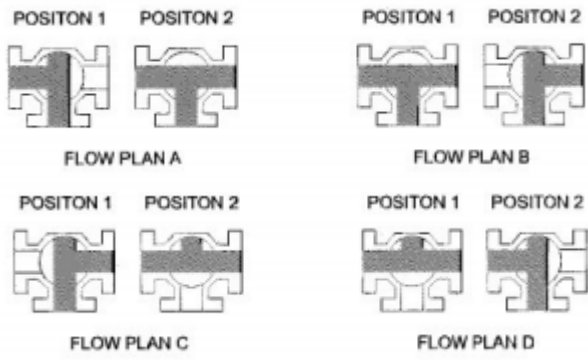 POSITON 1 POSITON 2 POSITON 1 POSITON 2
FLOW PLAN A FLOW PLAN B
POSITON 1 POSITON 2 POSITON 1 POSITON 2
FLOW PLAN C FLOW PLAN D